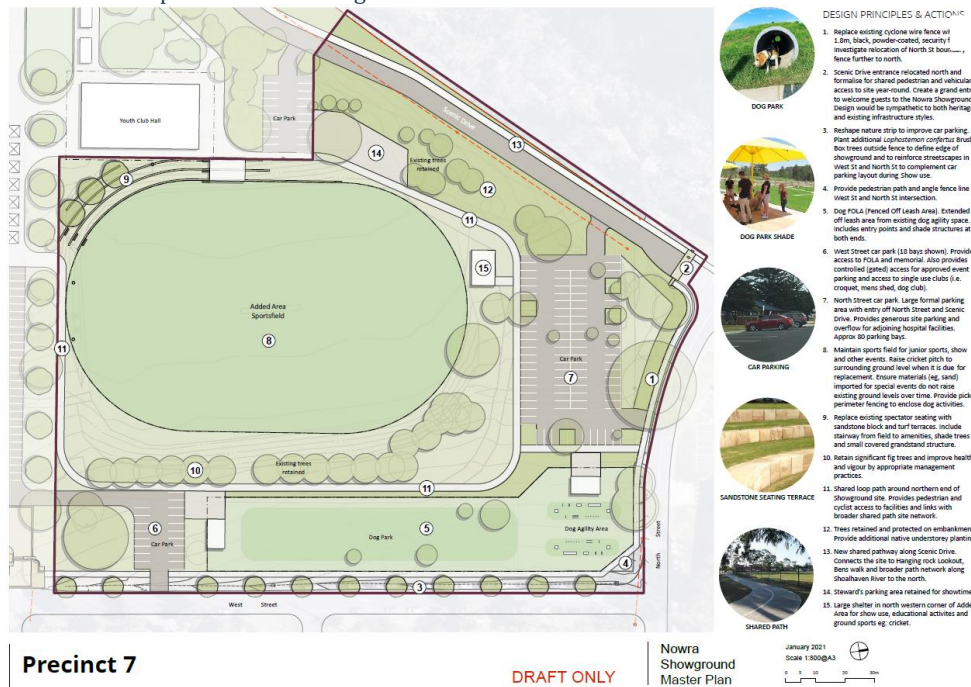 Youth Club Hall
Car Park
Scenic Drive
13
14
Existing trees
retained
12
9
11
2
15
Added Area
Sportsfield
8
11
Car Park
7
1
Existing trees
retained
10
11
6
Car Park
5
Dog Park
Dog Agility Area
4
North Street
3
West Street
DOG PARK
DOG PARK SHADE
CAR PARKING
SANDSTONE SEATING TERRACE
SHARED PATH
DESIGN PRINCIPLES & ACTIONS
1. Replace existing cyclone wire fence
1.8m, black, powder-coated, security
Investigate relocation of North St
fence further to north.
2. Scenic Drive entrance relocated north and
formalise for shared pedestrian and vehicular
access to site year-round. Create a grand entr
to welcome guests to the Nowra Showground
Design would be sympathetic to both heritag
and existing infrastructure styles.
3. Reshape nature strip to improve car parking.
Plant additional Lophostemon confertus Brush
Box trees outside fence to define edge of
showground and to reinforce streetscapes in
West St and North St to complement car
parking layout during Show use.
4. Provide pedestrian path and angle fence line
West St and North St intersection.
5. Dog FOLA (Fenced Off Leash Area). Extended
off leash area from existing dog agility space.
Includes entry points and shade structures at
both ends.
6. West Street car park (18 bays shown). Provide
access to FOLA and memorial. Also provides
controlled (gated) access for approved event
parking and access to single use clubs (i.e.
croquet, mens shed, dog club).
7. North Street car park. Large formal parking
area with entry off North Street and Scenic
Drive. Provides generous site parking and
overflow for adjoining hospital facilities.
Approx 80 parking bays.
8. Maintain sports field for junior sports, show
and other events. Raise cricket pitch to
surrounding ground level when it is due for
replacement. Ensure materials (eg, sand)
imported for special events do not raise
existing ground levels over time. Provide pick
perimeter fencing to enclose dog activities.
9. Replace existing spectator seating with
sandstone block and turf terraces. Include
stairway from field to amenities, shade trees
and small covered grandstand structure.
10. Retain significant fig trees and improve health
and vigour by appropriate management
practices.
11. Shared loop path around northern end of
Showground site. Provides pedestrian and
cyclist access to facilities and links with
broader shared path site network.
12. Trees retained and protected on embankmen
Provide additional native understorey plantin
13. New shared pathway along Scenic Drive.
Connects the site to Hanging rock Lookout,
Bens walk and broader path network along
Shoalhaven River to the north.
14. Steward's parking area retained for showtime
15. Large shelter in north western corner of Adde
Area for show use, educational activites and
ground sports eg: cricket.
Precinct 7
DRAFT ONLY
Nowra
Showground
Master Plan
January 2021
Scale 1:800@A3
0 5 10 20 30m